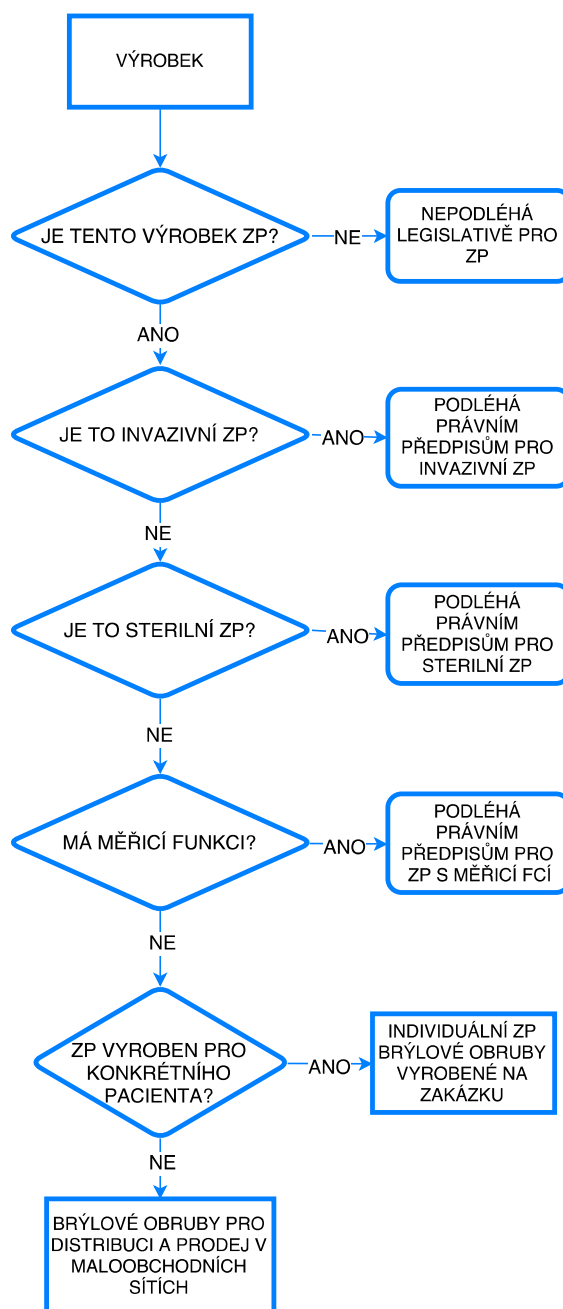 VÝROBEK
JE TENTO VÝROBEK ZP?
NE
NEPODLÉHÁ
LEGISLATIVĚ PRO
ZP
ANO
JE TO INVAZIVNÍ ZP?
ANO
PODLÉHÁ
PRÁVNÍM
PŘEDPISŮM PRO
INVAZIVNÍ ZP
NE
JE TO STERILNÍ ZP?
ANO
PODLÉHÁ
PRÁVNÍM
PŘEDPISŮM PRO
STERILNÍ ZP
NE
MÁ MĚŘICÍ FUNKCI?
ANO
PODLÉHÁ
PRÁVNÍM
PŘEDPISŮM PRO
ZP S MĚŘICÍ FCÍ
NE
ZP VYROBEN PRO
KONKRÉTNÍHO
PACIENTA?
ANO
INDIVIDUÁLNÍ ZP
BRÝLOVÉ OBRUBY
VYROBENÉ NA
ZAKÁZKU
NE
BRÝLOVÉ OBRUBY PRO
DISTRIBUCI A PRODEJ V
MALOOBCHODNÍCH
SÍTÍCH